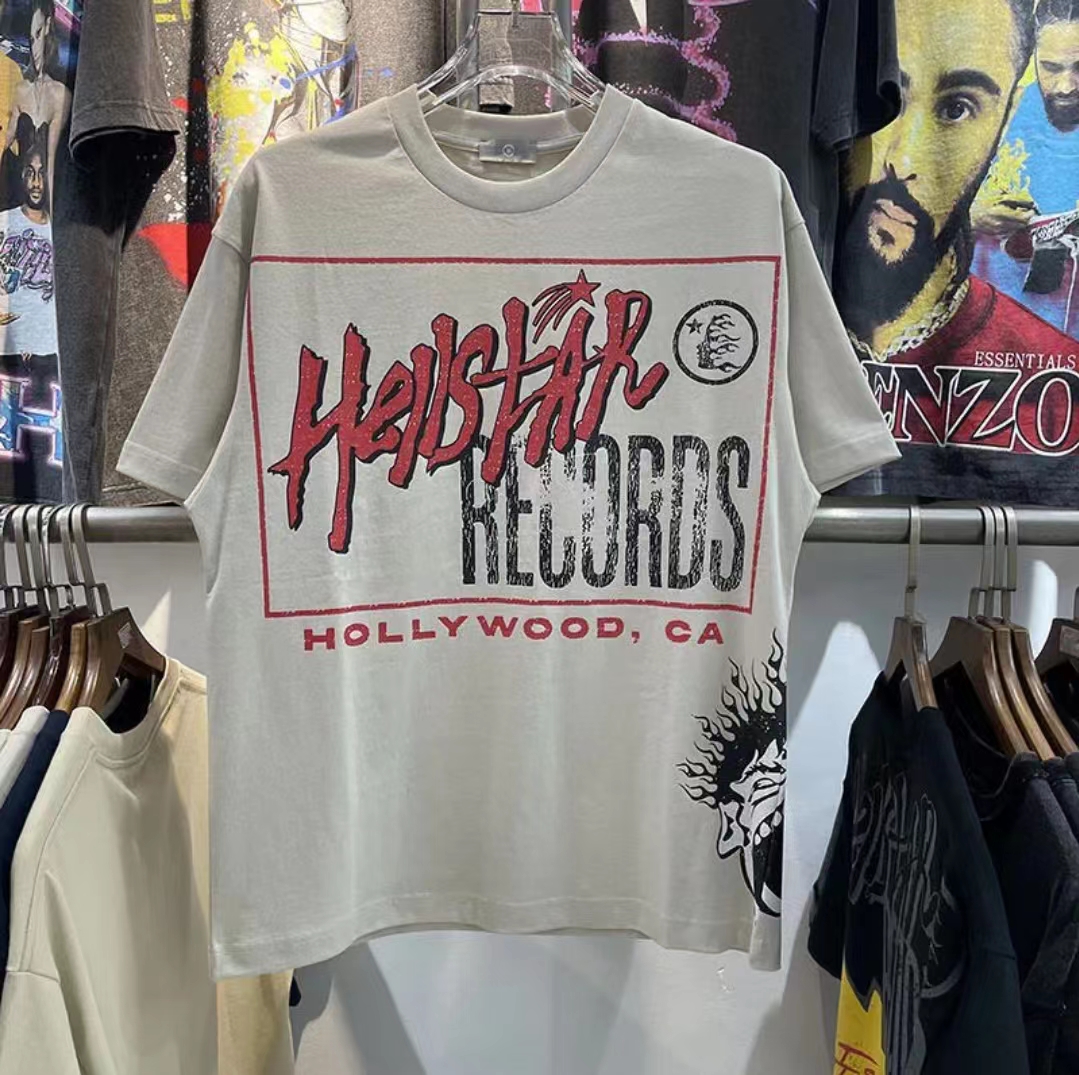 HellstAR
RECORDS
HOLLYWOOD, CA
ESSENTIALS
ENZO